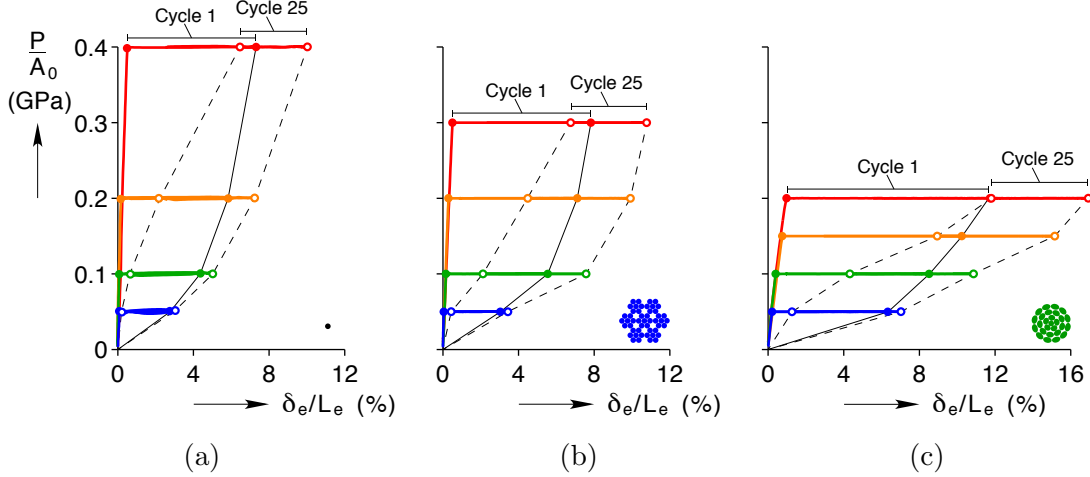 Cycle 25
Cycle 1
P
A0
(GPa)
0.4
0.3
0.2
0.1
0
0 4 8 12
δe/Le (%)
(a)
Cycle 1
Cycle 25
0 4 8 12
δe/Le (%)
(b)
Cycle 1
Cycle 25
0 4 8 12 16
δe/Le (%)
(c)